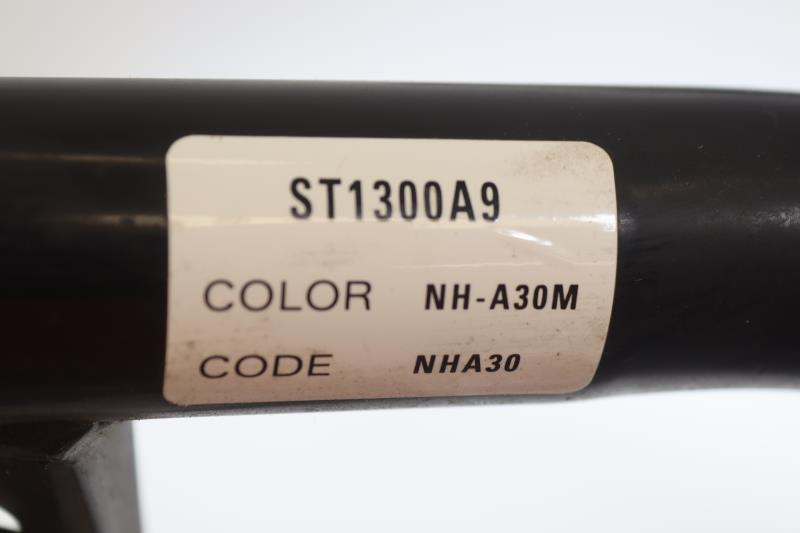 ST1300A9
COLOR NH-A30M
CODE NHA30